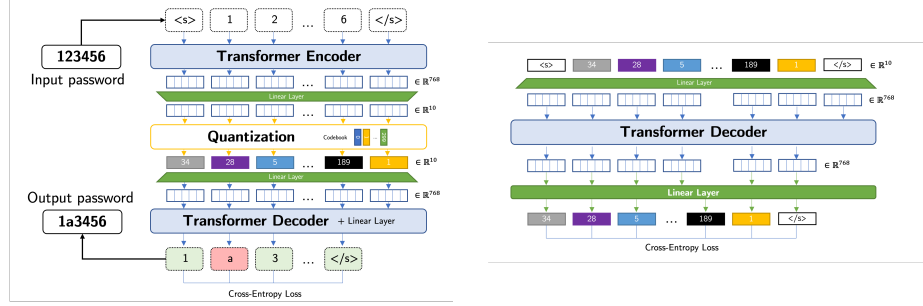 <s> 1 2 ... 6 </s>
123456
Input password
Transformer Encoder
∈ ℝ^768
Linear Layer
∈ ℝ^10
Quantization
Codebook 0 1 ... 255
34 28 5 ... 189 1 ∈ ℝ^10
Linear Layer
∈ ℝ^768
Output password
1a3456
Transformer Decoder + Linear Layer
1 a 3 ... </s>
Cross-Entropy Loss
<s> 34 28 5 ... 189 1 </s> ∈ ℝ^10
Linear Layer
∈ ℝ^768
Transformer Decoder
∈ ℝ^768
Linear Layer
34 28 5 ... 189 1 </s>
Cross-Entropy Loss